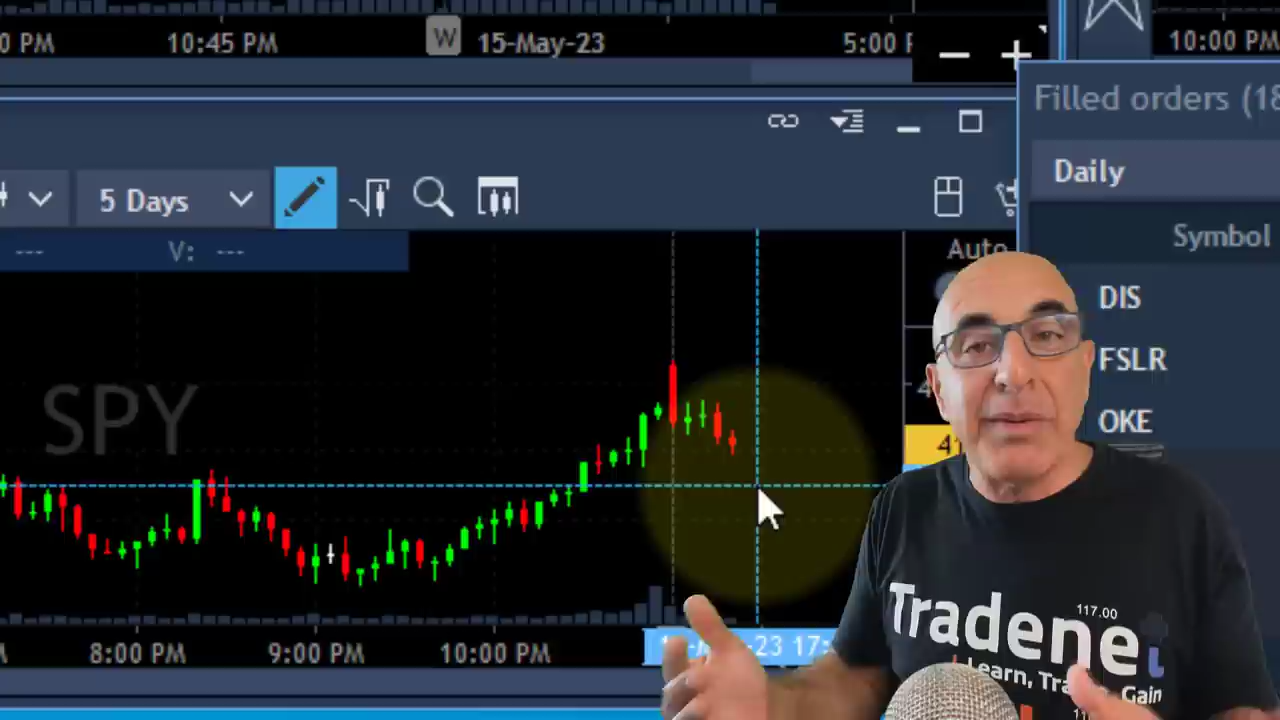 0 PM 10:45 PM W 15-May-23 5:00 10:00 PM
Filled orders (18
5 Days Daily
--- V: --- Auto Symbol
DIS
FSLR
SPY OKE
117.00
Tradene
Learn, Gain
8:00 PM 9:00 PM 10:00 PM